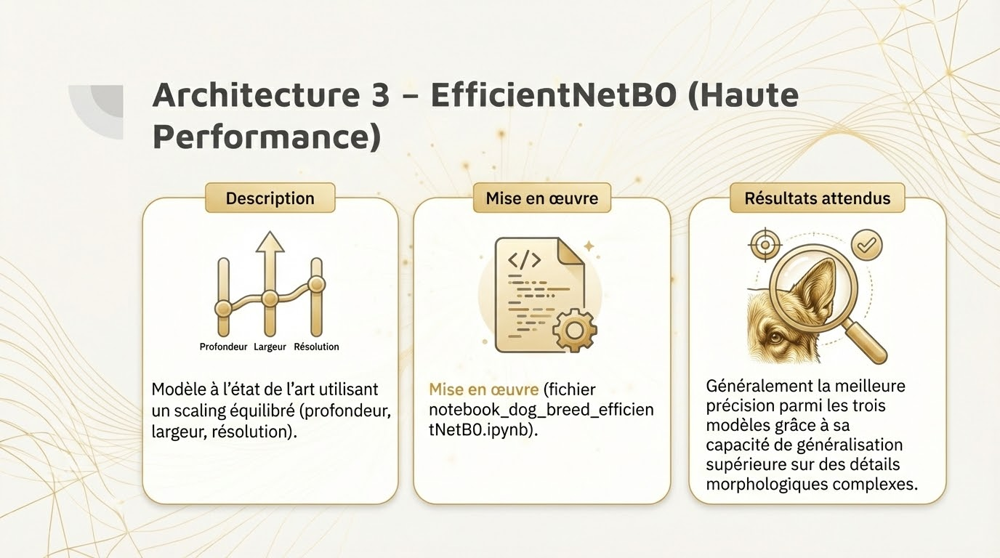 Architecture 3 – EfficientNetB0 (Haute
Performance)
Description
Profondeur Largeur Résolution
Modèle à l’état de l’art utilisant
un scaling équilibré (profondeur,
largeur, résolution).
Mise en œuvre
</>
Mise en œuvre (fichier
notebook_dog_breed_efficien
tNetB0.ipynb).
Résultats attendus
Généralement la meilleure
précision parmi les trois
modèles grâce à sa
capacité de généralisation
supérieure sur des détails
morphologiques complexes.